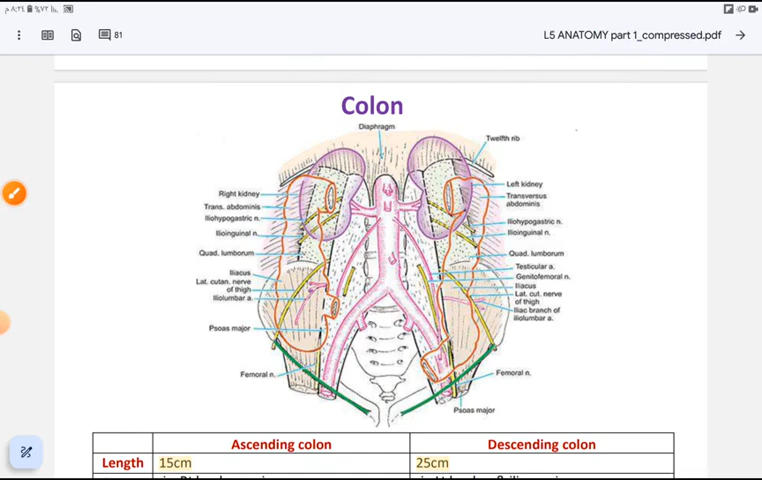 م ٨:٢٤ ٪٧٢
81
L5 ANATOMY part 1_compressed.pdf
Colon
Diaphragm
Twelfth rib
Right kidney
Trans. abdominis
Iliohypogastric n.
Ilioinguinal n.
Quad. lumborum
Iliacus
Lat. cutan. nerve
of thigh
Iliolumbar a.
Psoas major
Femoral n.
Left kidney
Transversus
abdominis
Iliohypogastric n.
Ilioinguinal n.
Quad. lumborum
Testicular a.
Genitofemoral n.
Iliacus
Lat. cut. nerve
of thigh
Iliac branch of
iliolumbar a.
Femoral n.
Psoas major
Ascending colon Descending colon
Length 15cm 25cm